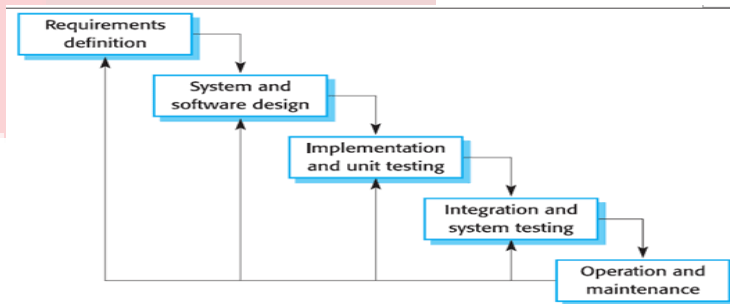 Requirements
definition
System and
software design
Implementation
and unit testing
Integration and
system testing
Operation and
maintenance